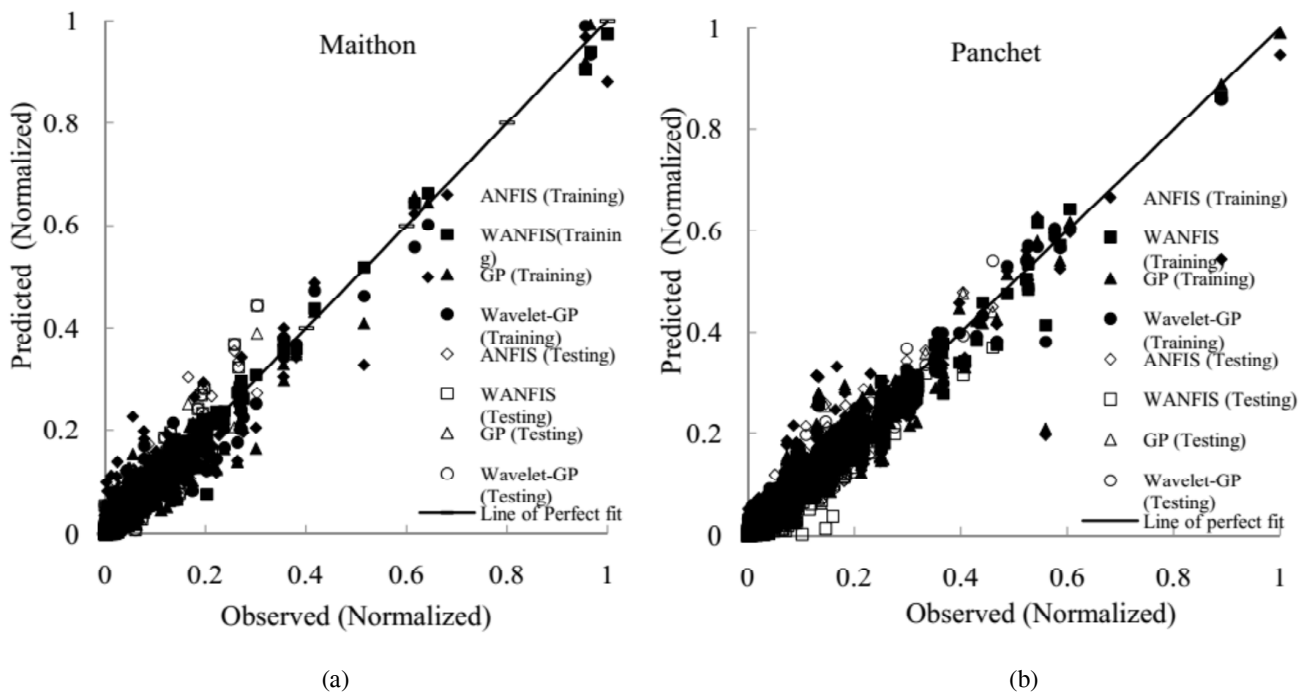 Maithon
Predicted (Normalized)
1
0.8
0.6
0.4
0.2
0
0
0.2
0.4
0.6
0.8
1
Observed (Normalized)
ANFIS (Training)
WANFIS(Trainin
g)
GP (Training)
Wavelet-GP
(Training)
ANFIS (Testing)
WANFIS
(Testing)
GP (Testing)
Wavelet-GP
(Testing)
Line of Perfect fit
(a)
Panchet
Predicted (Normalized)
1
0.8
0.6
0.4
0.2
0
0
0.2
0.4
0.6
0.8
1
Observed (Normalized)
ANFIS (Training)
WANFIS
(Training)
GP (Training)
Wavelet-GP
(Training)
ANFIS (Testing)
WANFIS (Testing)
GP (Testing)
Wavelet-GP
(Testing)
Line of perfect fit
(b)